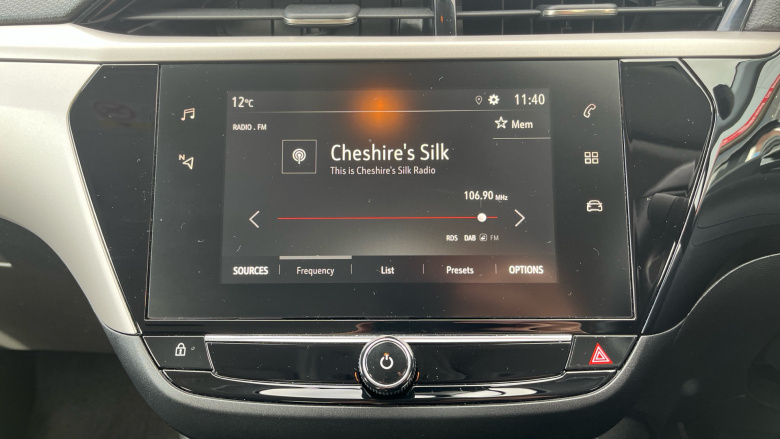 12°C
11:40
RADIO . FM
Mem
Cheshire's Silk
This is Cheshire's Silk Radio
106.90 MHz
RDS DAB FM
SOURCES Frequency List Presets OPTIONS
N